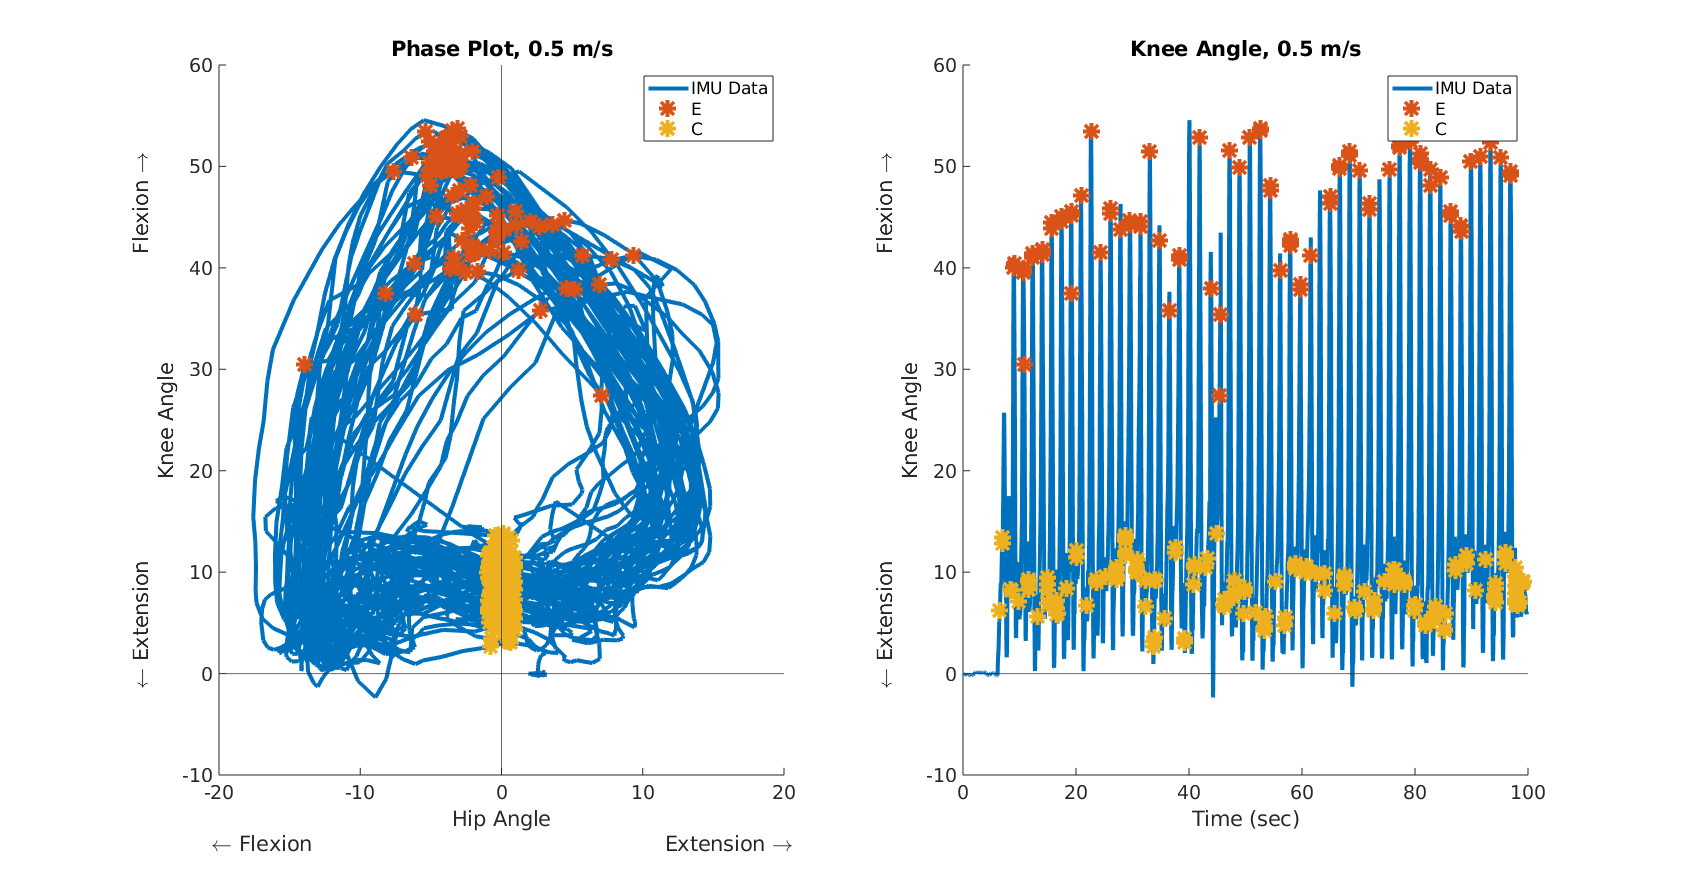 Phase Plot, 0.5 m/s
60
50
40
30
20
10
0
-10
-20
-10
0
10
20
Knee Angle
← Extension
Flexion →
Hip Angle
← Flexion
Extension →
IMU Data
E
C
Knee Angle, 0.5 m/s
60
50
40
30
20
10
0
-10
0
20
40
60
80
100
Knee Angle
← Extension
Flexion →
Time (sec)
IMU Data
E
C